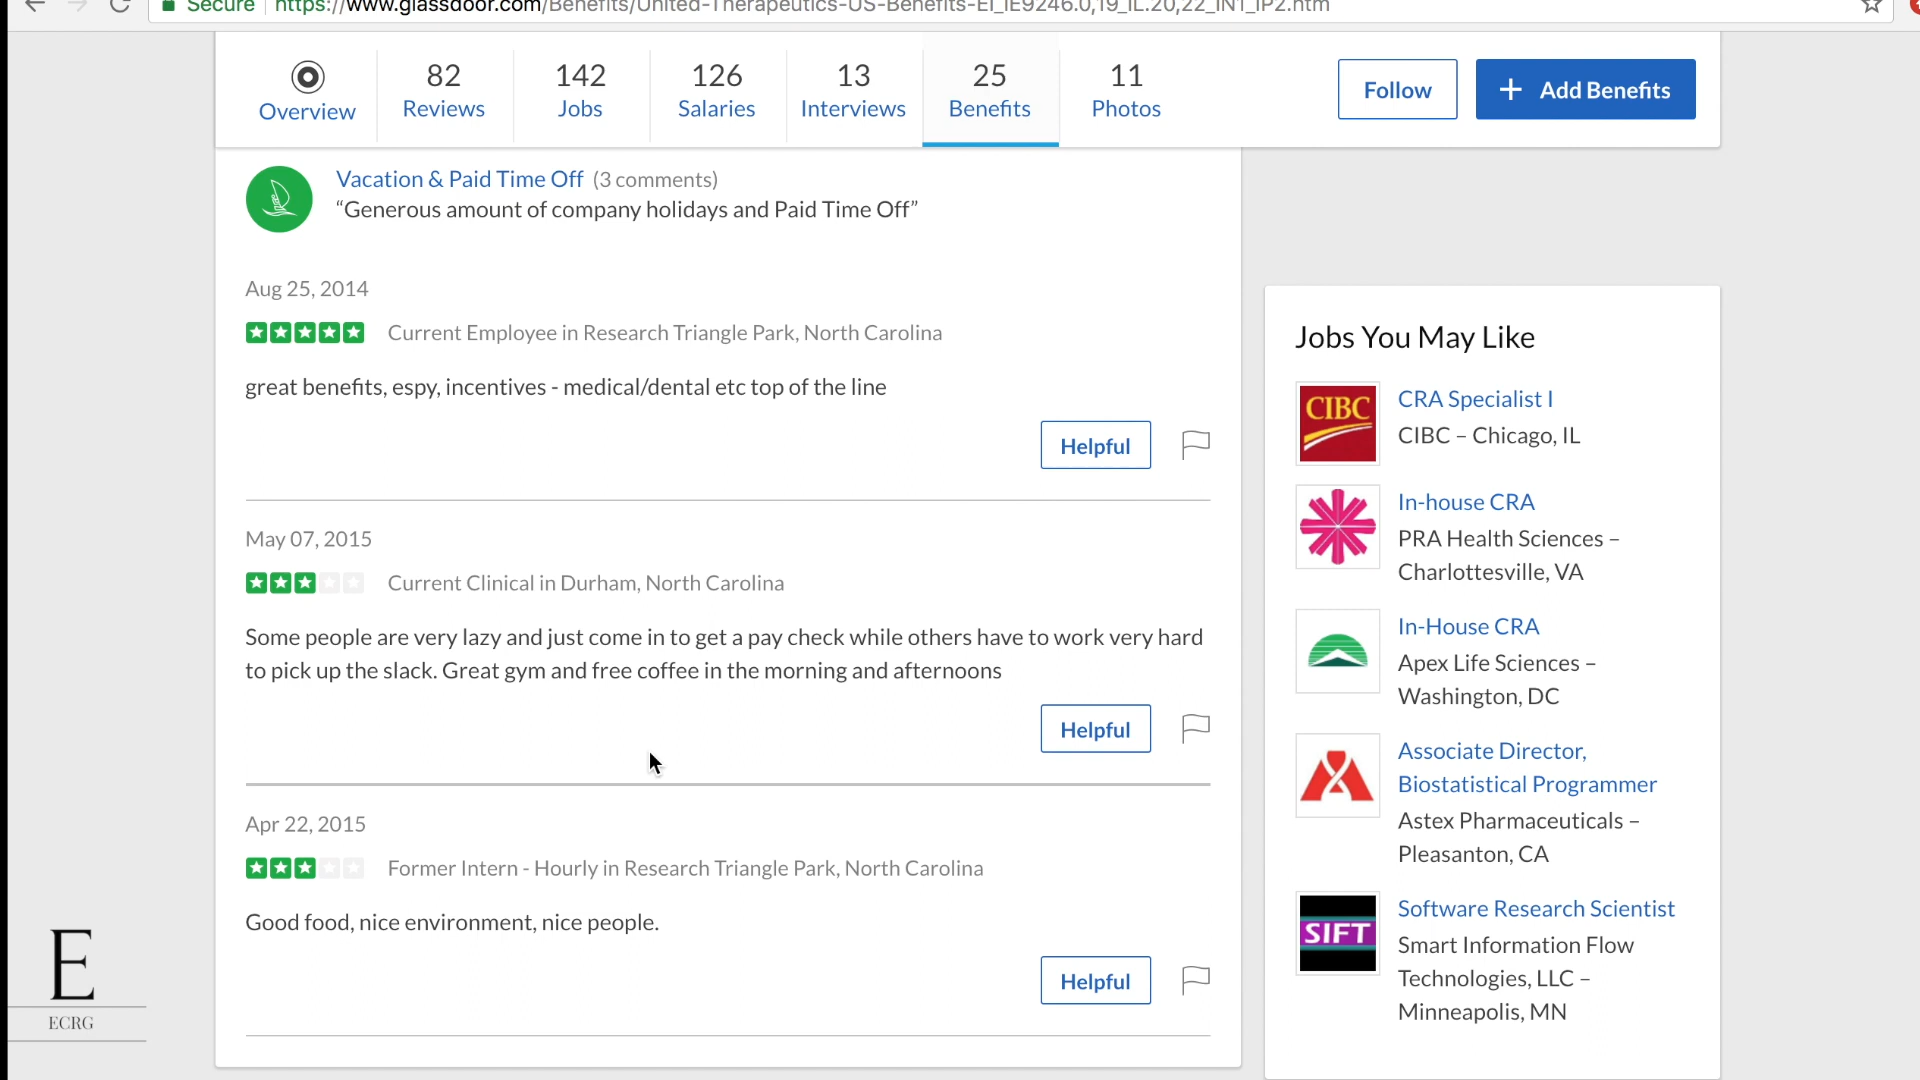 Secure https://www.glassdoor.com/Benefits/United-Therapeutics-US-Benefits-EI_IE9246.0,19_IL.20,22_IN1_IP2.htm
Overview
82
Reviews
142
Jobs
126
Salaries
13
Interviews
25
Benefits
11
Photos
Follow
+ Add Benefits
Vacation & Paid Time Off (3 comments)
“Generous amount of company holidays and Paid Time Off”
Aug 25, 2014
Current Employee in Research Triangle Park, North Carolina
great benefits, espy, incentives - medical/dental etc top of the line
Helpful
May 07, 2015
Current Clinical in Durham, North Carolina
Some people are very lazy and just come in to get a pay check while others have to work very hard
to pick up the slack. Great gym and free coffee in the morning and afternoons
Helpful
Apr 22, 2015
Former Intern - Hourly in Research Triangle Park, North Carolina
Good food, nice environment, nice people.
Helpful
Jobs You May Like
CIBC
CRA Specialist I
CIBC – Chicago, IL
In-house CRA
PRA Health Sciences –
Charlottesville, VA
In-House CRA
Apex Life Sciences –
Washington, DC
Associate Director,
Biostatistical Programmer
Astex Pharmaceuticals –
Pleasanton, CA
SIFT
Software Research Scientist
Smart Information Flow
Technologies, LLC –
Minneapolis, MN
E
ECRG